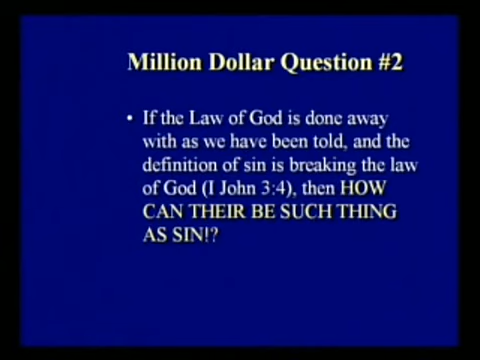 Million Dollar Question #2
• If the Law of God is done away
with as we have been told, and the
definition of sin is breaking the law
of God (I John 3:4), then HOW
CAN THEIR BE SUCH THING
AS SIN!?